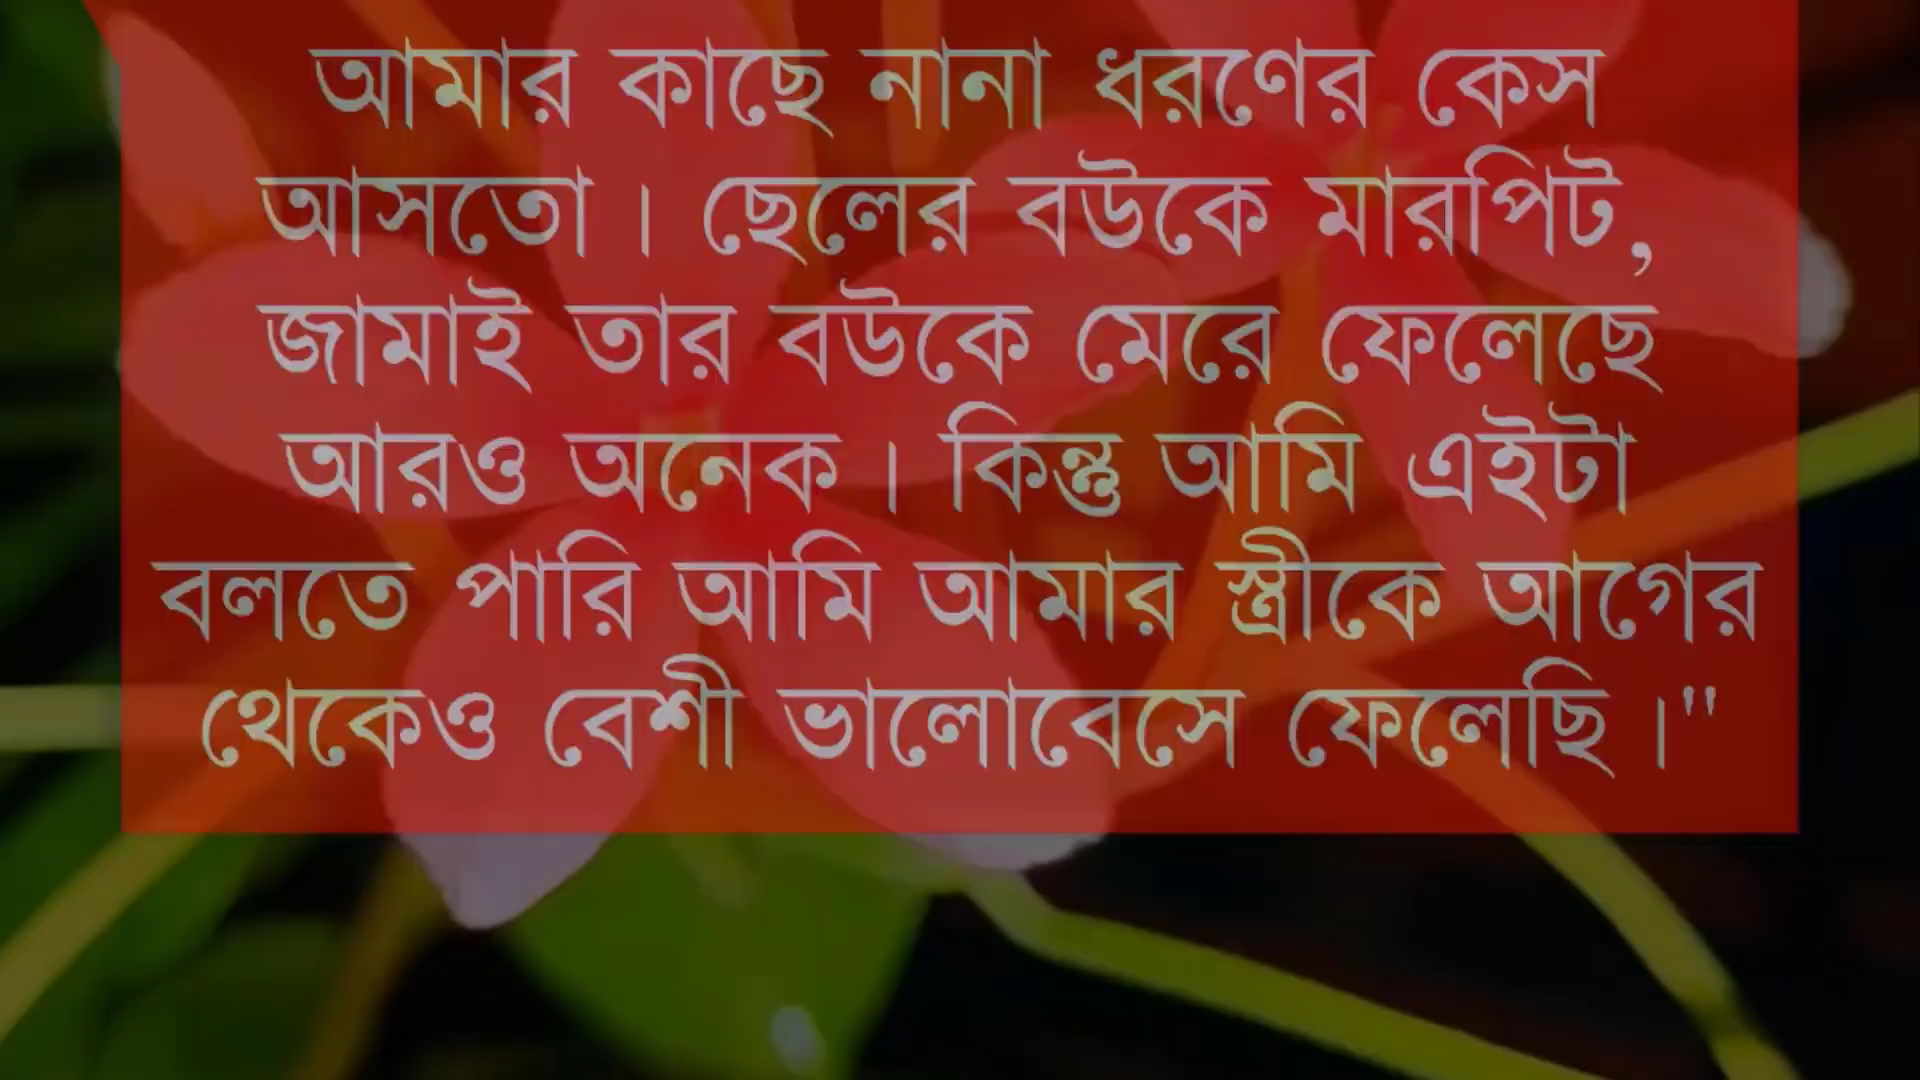 আমার কাছে নানা ধরণের কেস
আসতো । ছেলের বউকে মারপিট,
জামাই তার বউকে মেরে ফেলেছে
আরও অনেক । কিন্তু আমি এইটা
বলতে পারি আমি আমার স্ত্রীকে আগের
থেকেও বেশী ভালোবেসে ফেলেছি ।"